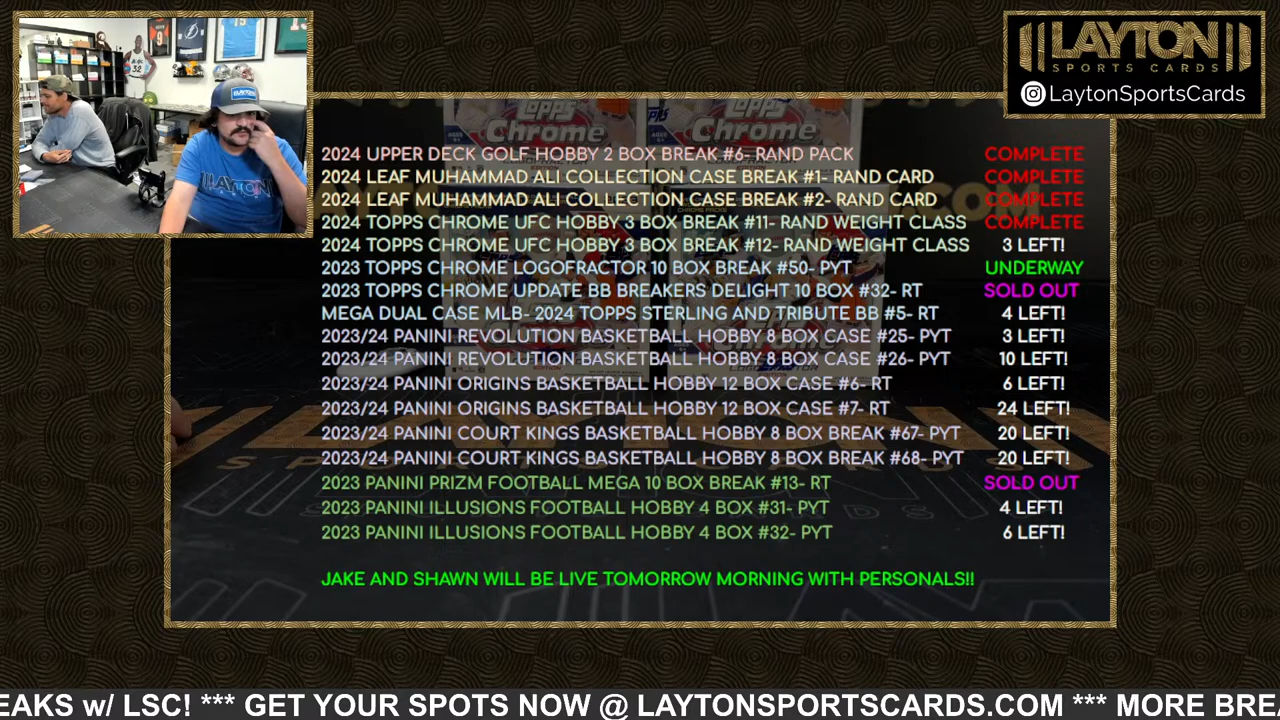 LAYTON
SPORTS CARDS
LaytonSportsCards
Topps Chrome
Topps Chrome
2024 UPPER DECK GOLF HOBBY 2 BOX BREAK #6- RAND PACK COMPLETE
2024 LEAF MUHAMMAD ALI COLLECTION CASE BREAK #1- RAND CARD COMPLETE
2024 LEAF MUHAMMAD ALI COLLECTION CASE BREAK #2- RAND CARD COMPLETE
2024 TOPPS CHROME UFC HOBBY 3 BOX BREAK #11- RAND WEIGHT CLASS COMPLETE
2024 TOPPS CHROME UFC HOBBY 3 BOX BREAK #12- RAND WEIGHT CLASS 3 LEFT!
2023 TOPPS CHROME LOGOFRACTOR 10 BOX BREAK #50- PYT UNDERWAY
2023 TOPPS CHROME UPDATE BB BREAKERS DELIGHT 10 BOX #32- RT SOLD OUT
MEGA DUAL CASE MLB- 2024 TOPPS STERLING AND TRIBUTE BB #5- RT 4 LEFT!
2023/24 PANINI REVOLUTION BASKETBALL HOBBY 8 BOX CASE #25- PYT 3 LEFT!
2023/24 PANINI REVOLUTION BASKETBALL HOBBY 8 BOX CASE #26- PYT 10 LEFT!
2023/24 PANINI ORIGINS BASKETBALL HOBBY 12 BOX CASE #6- RT 6 LEFT!
2023/24 PANINI ORIGINS BASKETBALL HOBBY 12 BOX CASE #7- RT 24 LEFT!
2023/24 PANINI COURT KINGS BASKETBALL HOBBY 8 BOX BREAK #67- PYT 20 LEFT!
2023/24 PANINI COURT KINGS BASKETBALL HOBBY 8 BOX BREAK #68- PYT 20 LEFT!
2023 PANINI PRIZM FOOTBALL MEGA 10 BOX BREAK #13- RT SOLD OUT
2023 PANINI ILLUSIONS FOOTBALL HOBBY 4 BOX #31- PYT 4 LEFT!
2023 PANINI ILLUSIONS FOOTBALL HOBBY 4 BOX #32- PYT 6 LEFT!
JAKE AND SHAWN WILL BE LIVE TOMORROW MORNING WITH PERSONALS!!
EAKS w/ LSC! *** GET YOUR SPOTS NOW @ LAYTONSPORTSCARDS.COM *** MORE BREA